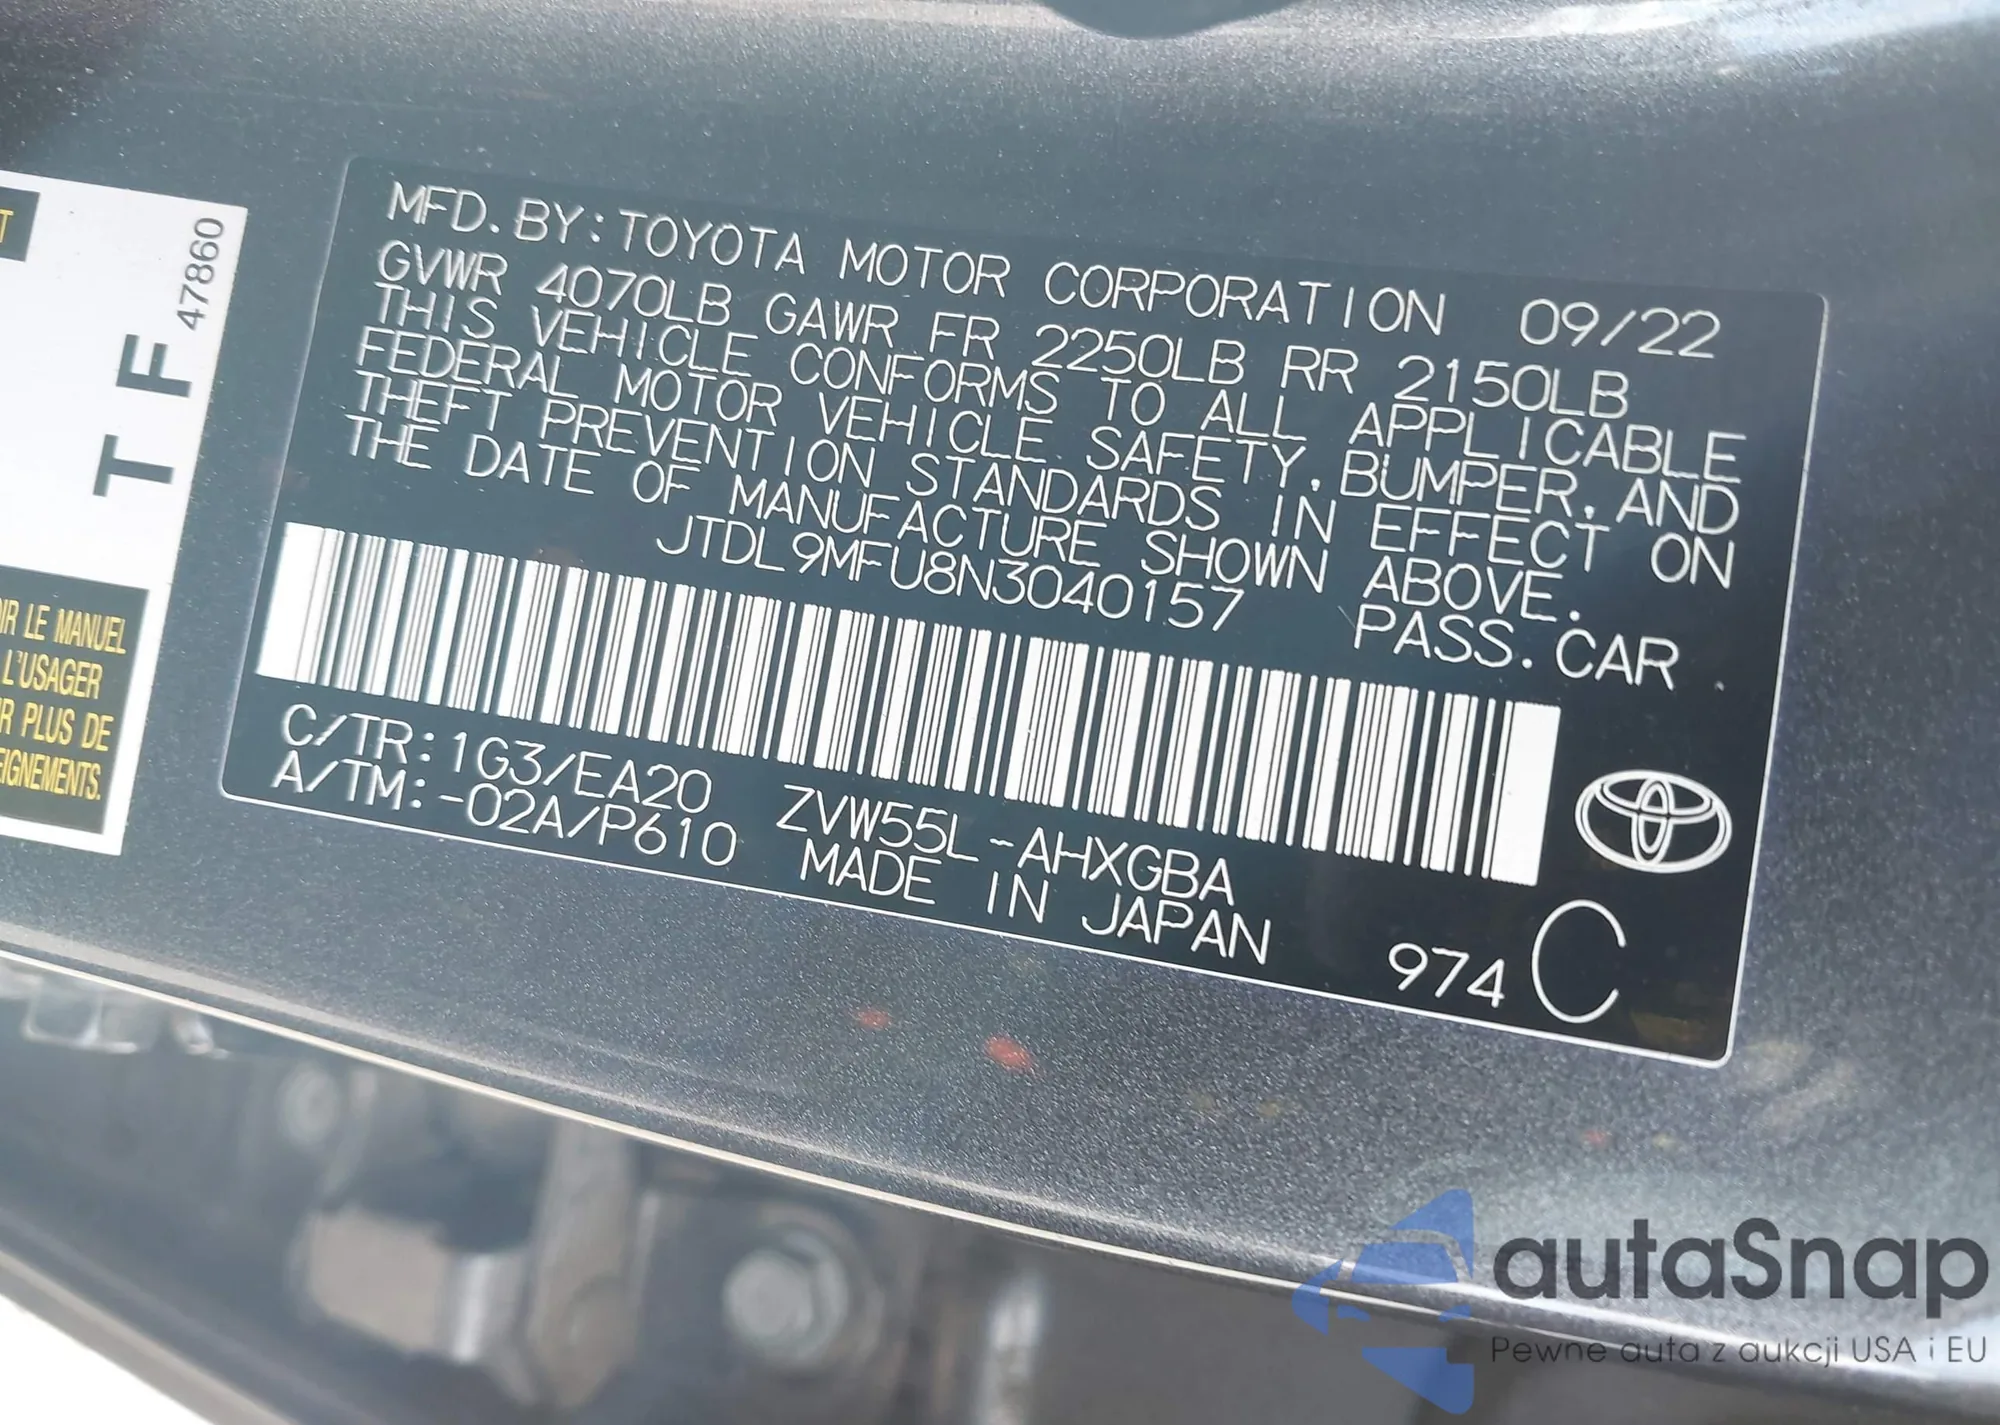 T
47860
T F
IR LE MANUEL
L'USAGER
R PLUS DE
EIGNEMENTS.
MFD. BY: TOYOTA MOTOR CORPORATION 09/22
GVWR 4070LB GAWR FR 2250LB RR 2150LB
THIS VEHICLE CONFORMS TO ALL APPLICABLE
FEDERAL MOTOR VEHICLE SAFETY, BUMPER, AND
THEFT PREVENTION STANDARDS IN EFFECT ON
THE DATE OF MANUFACTURE SHOWN ABOVE.
JTDL9MFU8N3040157 PASS. CAR
C/TR: 1G3/EA20 ZVW55L-AHXGBA
A/TM: -02A/P610 MADE IN JAPAN 974 C
autaSnap
Pewne auta z aukcji USA i EU